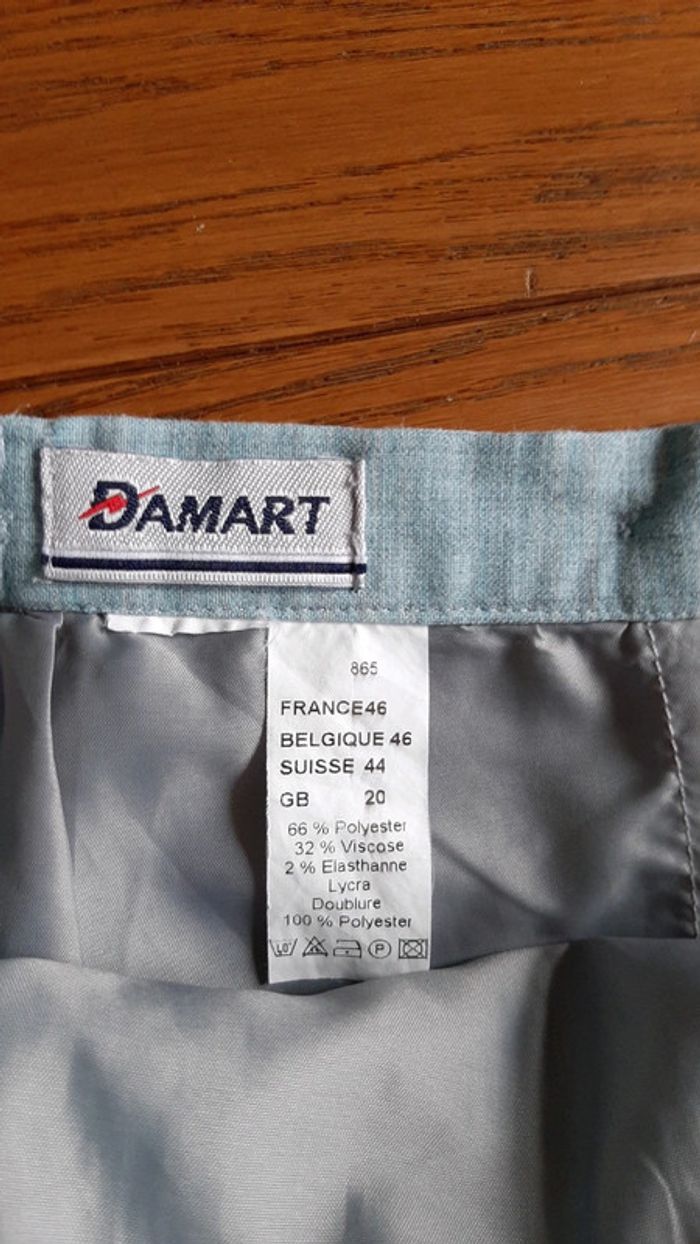 DAMART
865
FRANCE46
BELGIQUE 46
SUISSE 44
GB 20
66 % Polyester
32 % Viscose
2 % Elasthanne
Lycra
Doublure
100 % Polyester
40° P